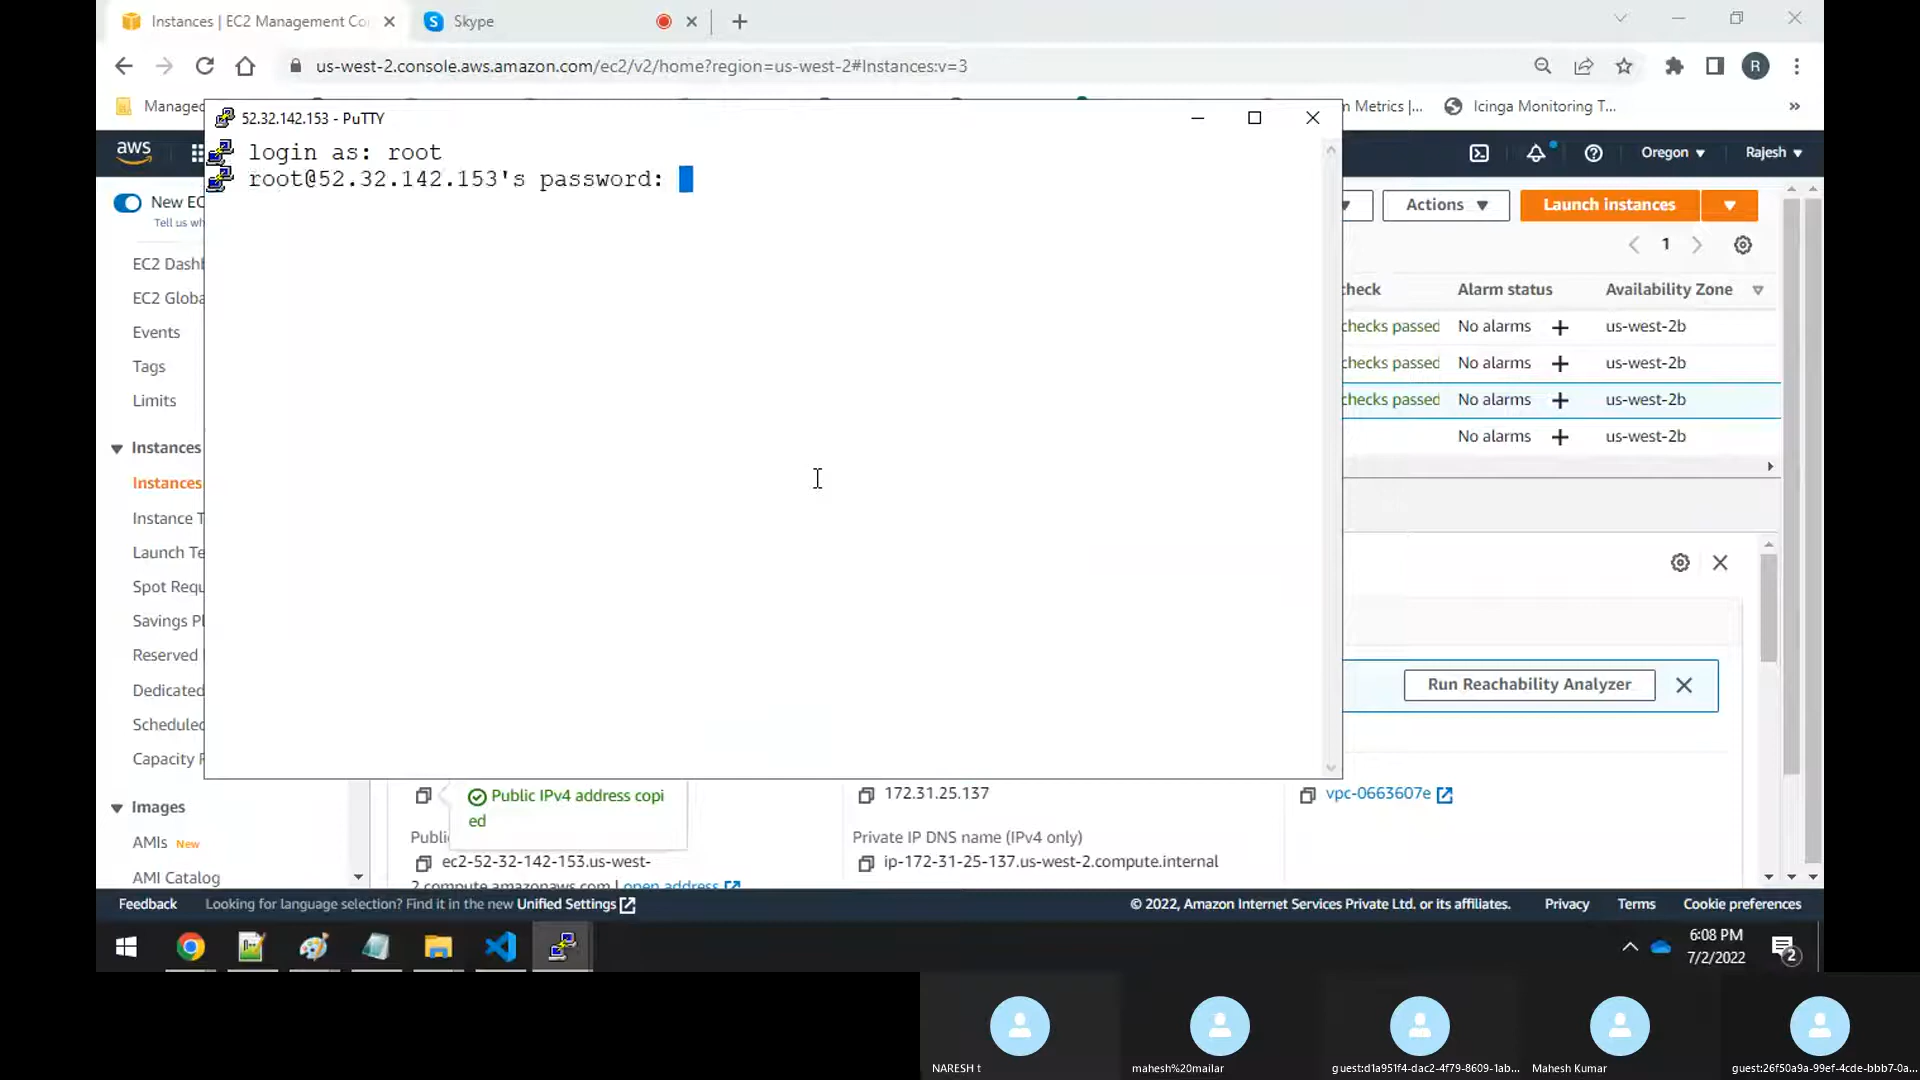 Instances | EC2 Management Co
Skype
us-west-2.console.aws.amazon.com/ec2/v2/home?region=us-west-2#Instances:v=3
Managed
m Metrics |...
Icinga Monitoring T...
»
52.32.142.153 - PuTTY
login as: root
root@52.32.142.153's password:
aws
Oregon
Rajesh
New EC
Tell us wh
Actions
Launch instances
1
EC2 Dashb
EC2 Globa
Events
Tags
Limits
check
Alarm status
Availability Zone
checks passed
No alarms
us-west-2b
checks passed
No alarms
us-west-2b
checks passed
No alarms
us-west-2b
No alarms
us-west-2b
Instances
Instances
Instance T
Launch Te
Spot Requ
Savings Pl
Reserved
Dedicated
Scheduled
Capacity R
Run Reachability Analyzer
Images
AMIs New
AMI Catalog
Public IPv4 address copi
ed
172.31.25.137
vpc-0663607e
Public
Private IP DNS name (IPv4 only)
ec2-52-32-142-153.us-west-
2.compute.amazonaws.com | open address
ip-172-31-25-137.us-west-2.compute.internal
Feedback
Looking for language selection? Find it in the new Unified Settings
© 2022, Amazon Internet Services Private Ltd. or its affiliates.
Privacy
Terms
Cookie preferences
6:08 PM
7/2/2022
2
R
NARESH t
mahesh%20mailar
guest:d1a951f4-dac2-4f79-8609-1ab...
Mahesh Kumar
guest:26f50a9a-99ef-4cde-bbb7-0a...